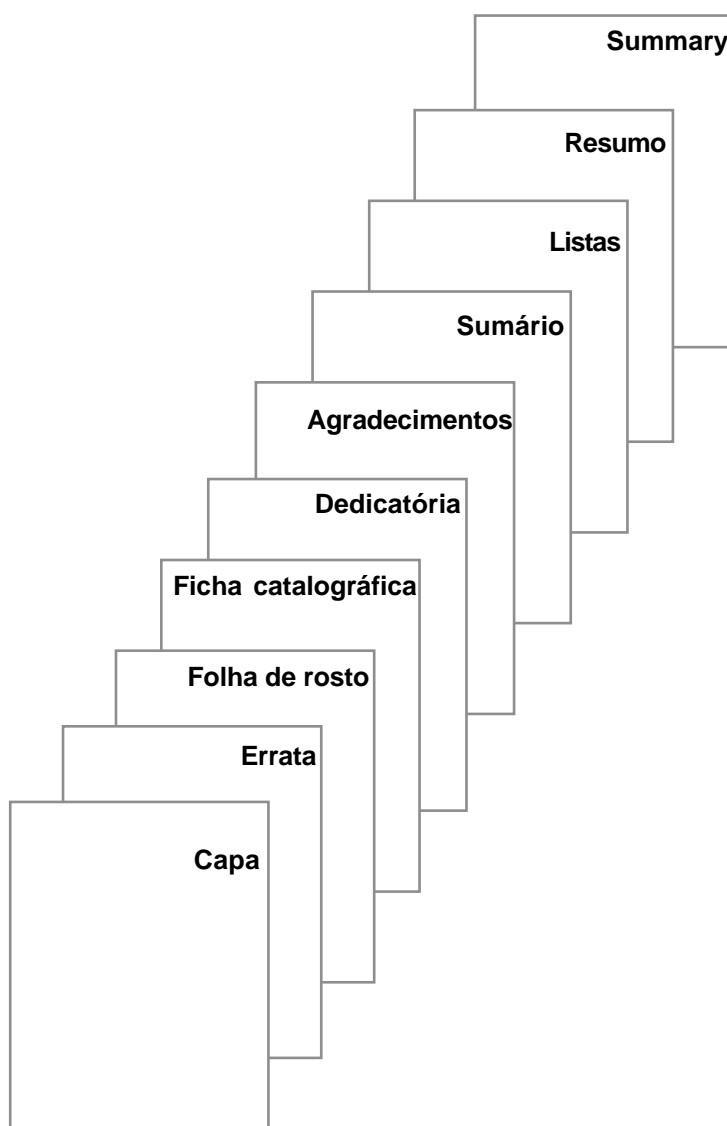 Summary
Resumo
Listas
Sumário
Agradecimentos
Dedicatória
Ficha catalográfica
Folha de rosto
Errata
Capa